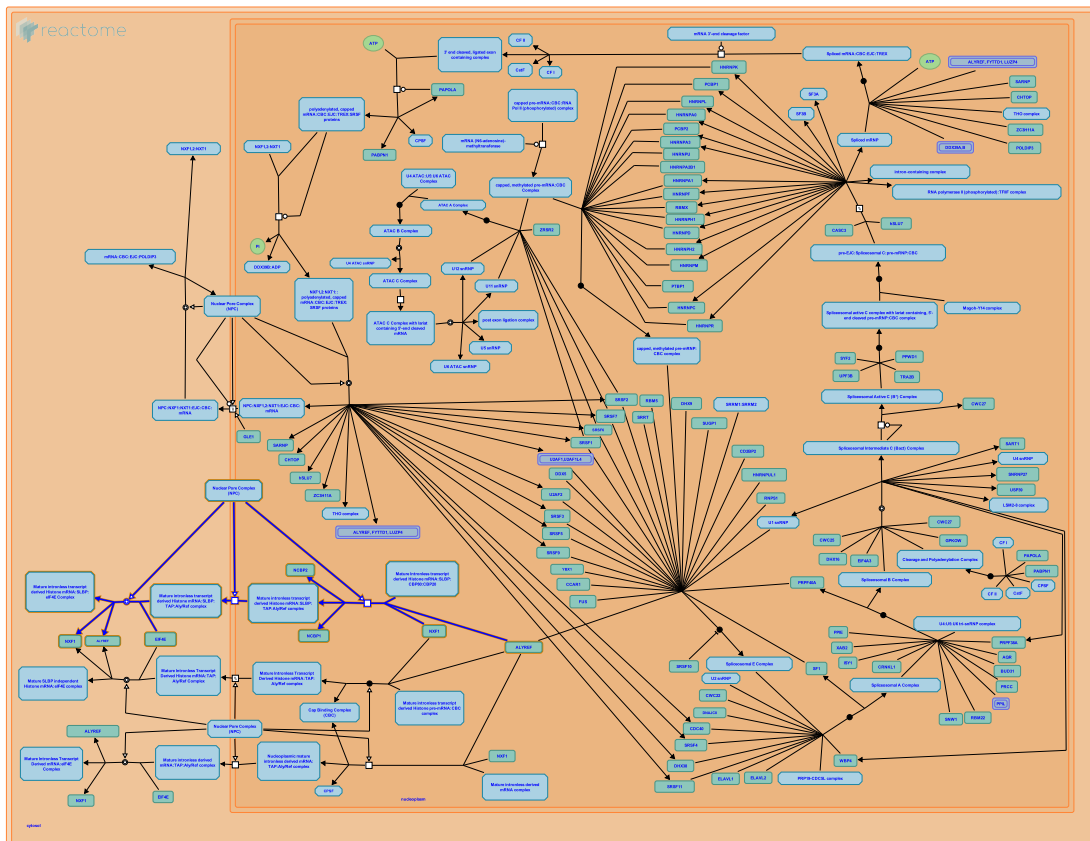 reactome
mRNA 3'-end cleavage factor
ATP
3' end cleaved, ligated exon
containing complex
CF II
CstF
CF I
Spliced mRNA:CBC:EJC:TREX
ATP
ALYREF, FYTTD1, LUZP4
SARNP
CHTOP
THO complex
ZC3H11A
POLDIP3
DDX39A,B
PAPOLA
polyadenylated, capped
mRNA:CBC:EJC:TREX:SRSF
proteins
CPSF
PABPN1
capped pre-mRNA:CBC:RNA
Pol II (phosphorylated) complex
mRNA (N6-adenosine)-
methyltransferase
HNRNPK
PCBP1
HNRNPL
HNRNPA0
PCBP2
HNRNPA3
HNRNPU
HNRNPA2B1
HNRNPA1
HNRNPF
RBMX
HNRNPH1
HNRNPD
HNRNPH2
HNRNPM
PTBP1
HNRNPC
HNRNPR
SF3A
SF3B
Spliced mRNP
intron-containing complex
RNA polymerase II (phosphorylated):TFIIF complex
NXF1,2:NXT1
NXF1,2:NXT1
U4 ATAC:U5:U6 ATAC
Complex
ATAC A Complex
capped, methylated pre-mRNA:CBC
Complex
ZRSR2
ATAC B Complex
U4 ATAC snRNP
ATAC C Complex
U12 snRNP
U11 snRNP
ATAC C Complex with lariat
containing 5'-end cleaved
mRNA
post exon ligation complex
U5 snRNP
U6 ATAC snRNP
CASC3
hSLU7
pre-EJC: Spliceosomal C: pre-mRNP:CBC
Magoh-Y14 complex
Spliceosomal active C complex with lariat containing, 5'-
end cleaved pre-mRNP:CBC complex
SYF2
PPWD1
UPF3B
TRA2B
Spliceosomal Active C (B*) Complex
CWC27
Spliceosomal Intermediate C (Bact) Complex
SART1
U4 snRNP
SNRNP27
USP39
LSM2-8 complex
Pi
DDX39B:ADP
mRNA:CBC:EJC:POLDIP3
NXF1,2:NXT1:
polyadenylated, capped
mRNA:CBC:EJC:TREX:
SRSF proteins
Nuclear Pore Complex
(NPC)
capped, methylated pre-mRNP:
CBC complex
NPC:NXF1:NXT1:EJC:CBC:
mRNA
NPC:NXF1,2:NXT1:EJC:CBC:
mRNA
GLE1
SARNP
CHTOP
hSLU7
ZC3H11A
THO complex
ALYREF, FYTTD1, LUZP4
SRSF2
RBM5
DHX9
SRRM1:SRRM2
SRSF7
SRRT
SUGP1
SRSF6
SRSF1
U2AF1,U2AF1L4
CD2BP2
DDX5
HNRNPUL1
U2AF2
RNPS1
SRSF3
U1 snRNP
SRSF5
SRSF9
YBX1
CCAR1
FUS
PRPF40A
CWC25
CWC27
GPKOW
DHX16
EIF4A3
Cleavage and Polyadenylation Complex
CF I
PAPOLA
PABPN1
CPSF
CstF
CF II
Spliceosomal B Complex
U4:U5:U6 tri-snRNP complex
PPIE
XAB2
ISY1
CRNKL1
PRPF38A
AQR
BUD31
PRCC
PPIL
RBM22
SNW1
Spliceosomal A Complex
SF1
SRSF10
Spliceosomal E Complex
U2 snRNP
CWC22
DNAJC8
CDC40
SRSF4
DHX38
SRSF11
ELAVL1
ELAVL2
PRP19-CDC5L complex
WBP4
Nuclear Pore Complex
(NPC)
Mature intronless transcript
derived Histone mRNA:SLBP:
eIF4E Complex
Mature intronless transcript
derived Histone mRNA:SLBP:
TAP:Aly/Ref complex
Mature intronless transcript
derived Histone mRNA:SLBP:
TAP:Aly/Ref complex
Mature intronless transcript
derived Histone mRNA:SLBP:
CBP80:CBP20
NCBP2
NCBP1
NXF1
ALYREF
NXF1
ALYREF
EIF4E
Mature SLBP independent
Histone mRNA:eIF4E complex
Mature Intronless Transcript
Derived Histone mRNA:TAP:
Aly/Ref Complex
Mature Intronless Transcript
Derived Histone mRNA:TAP:
Aly/Ref complex
Cap Binding Complex
(CBC)
Mature intronless transcript
derived Histone pre-mRNA:CBC
complex
Nuclear Pore Complex
(NPC)
ALYREF
Mature Intronless Transcript
Derived mRNA:eIF4E
Complex
Mature intronless derived
mRNA:TAP:Aly/Ref complex
Nucleoplasmic mature
intronless derived mRNA:
TAP:Aly/Ref complex
NXF1
EIF4E
CPSF
NXF1
Mature intronless derived
mRNA complex
nucleoplasm
cytosol